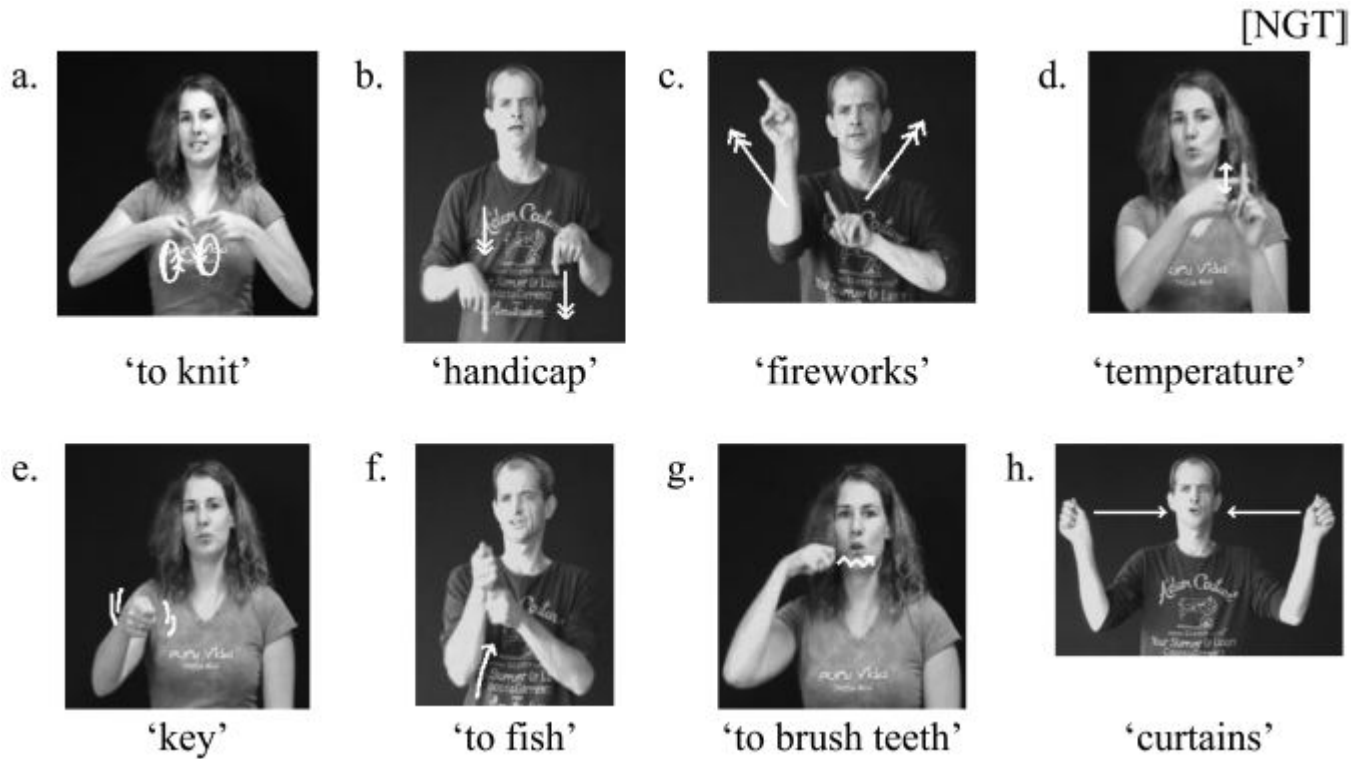 [NGT]
a. b. c. d.
‘to knit’ ‘handicap’ ‘fireworks’ ‘temperature’
e. f. g. h.
‘key’ ‘to fish’ ‘to brush teeth’ ‘curtains’